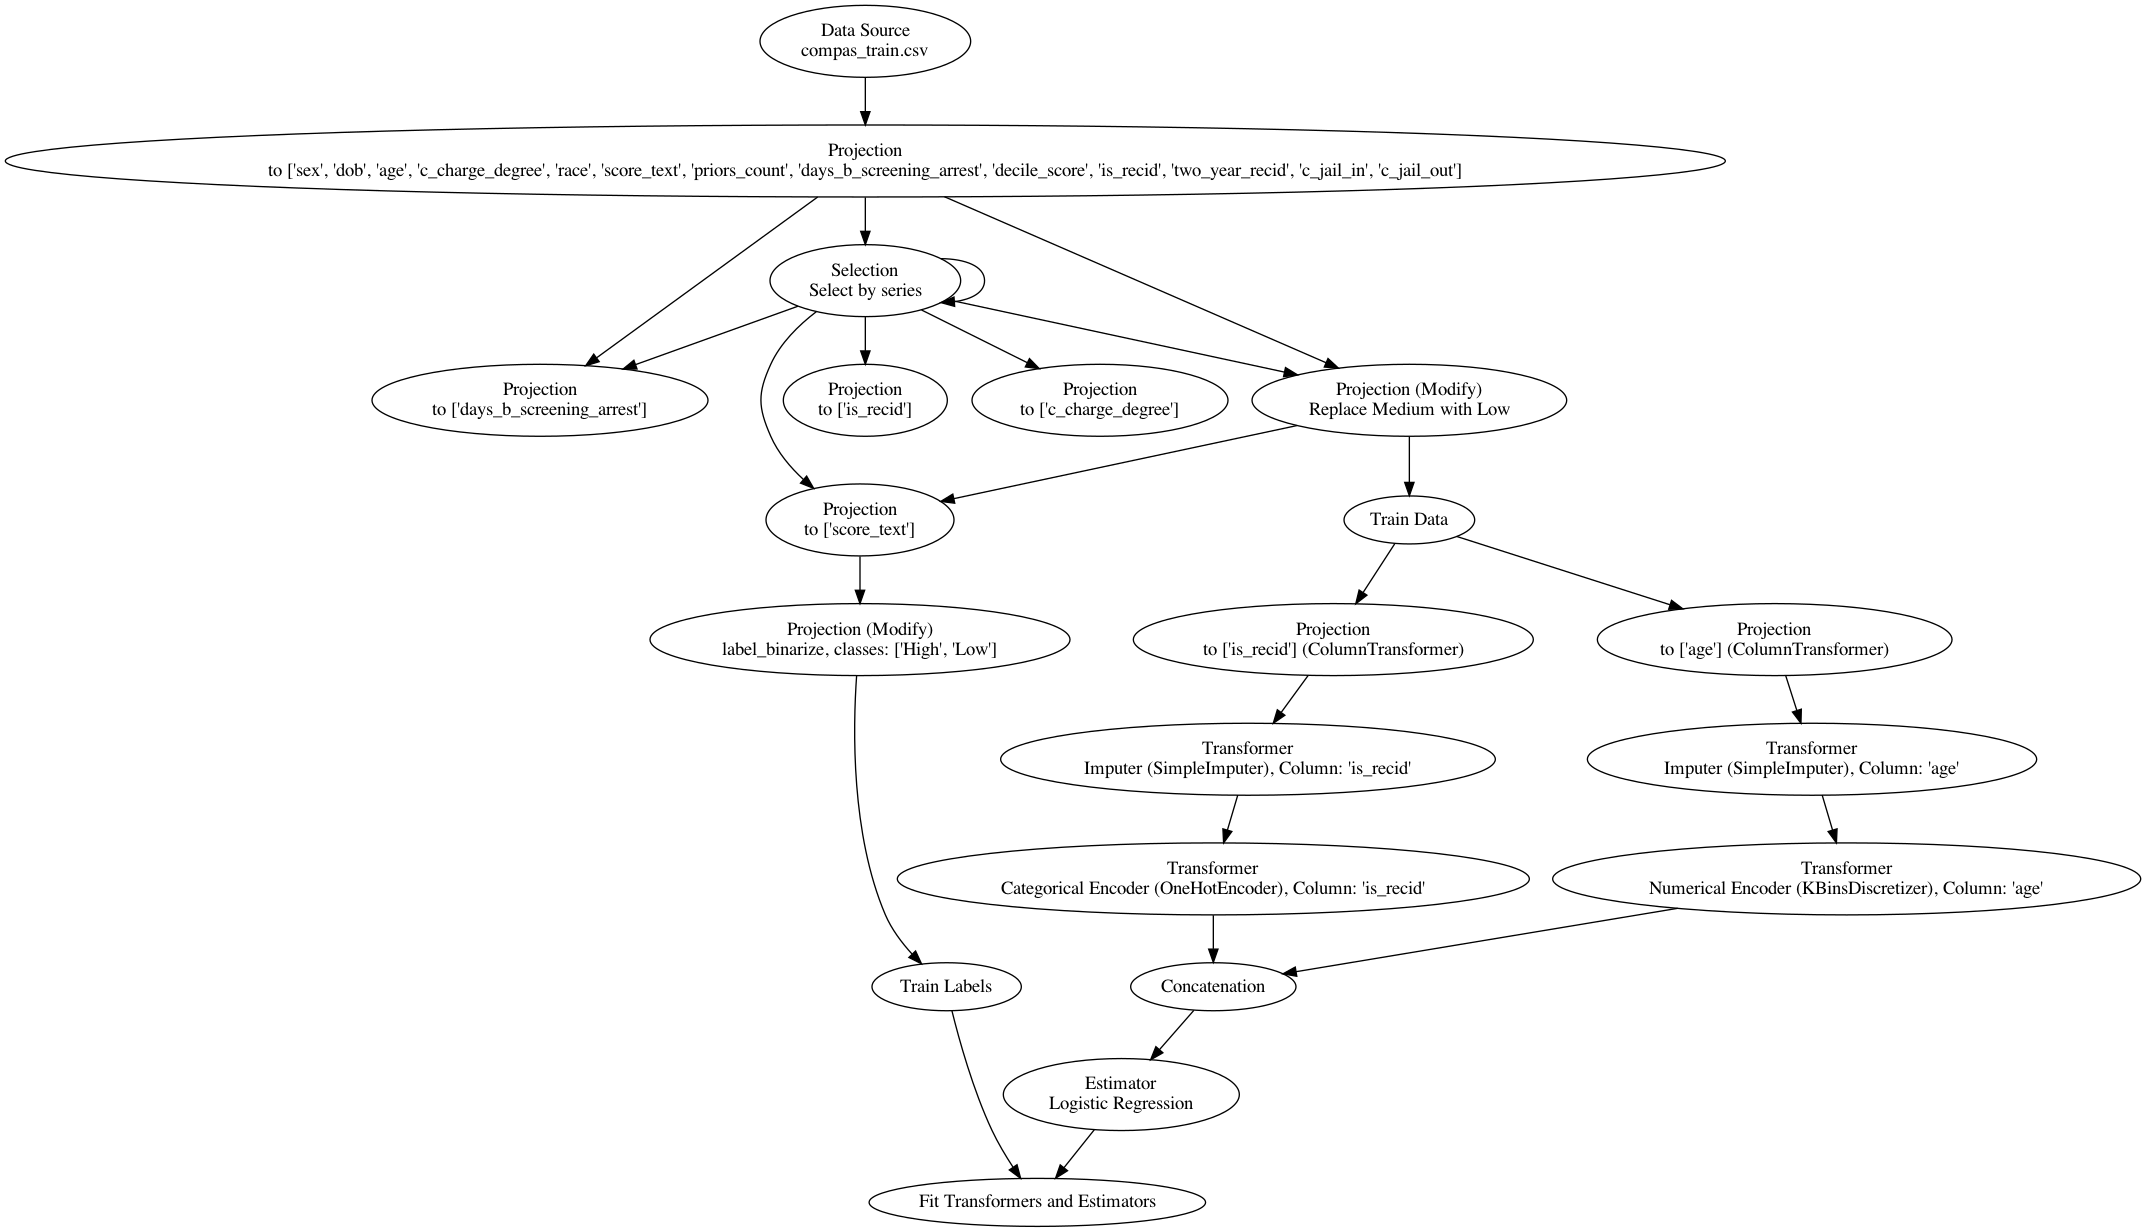 Data Source
compas_train.csv
Projection
to ['sex', 'dob', 'age', 'c_charge_degree', 'race', 'score_text', 'priors_count', 'days_b_screening_arrest', 'decile_score', 'is_recid', 'two_year_recid', 'c_jail_in', 'c_jail_out']
Selection
Select by series
Projection
to ['days_b_screening_arrest']
Projection
to ['is_recid']
Projection
to ['c_charge_degree']
Projection (Modify)
Replace Medium with Low
Projection
to ['score_text']
Train Data
Projection (Modify)
label_binarize, classes: ['High', 'Low']
Projection
to ['is_recid'] (ColumnTransformer)
Projection
to ['age'] (ColumnTransformer)
Transformer
Imputer (SimpleImputer), Column: 'is_recid'
Transformer
Imputer (SimpleImputer), Column: 'age'
Transformer
Categorical Encoder (OneHotEncoder), Column: 'is_recid'
Transformer
Numerical Encoder (KBinsDiscretizer), Column: 'age'
Train Labels
Concatenation
Estimator
Logistic Regression
Fit Transformers and Estimators